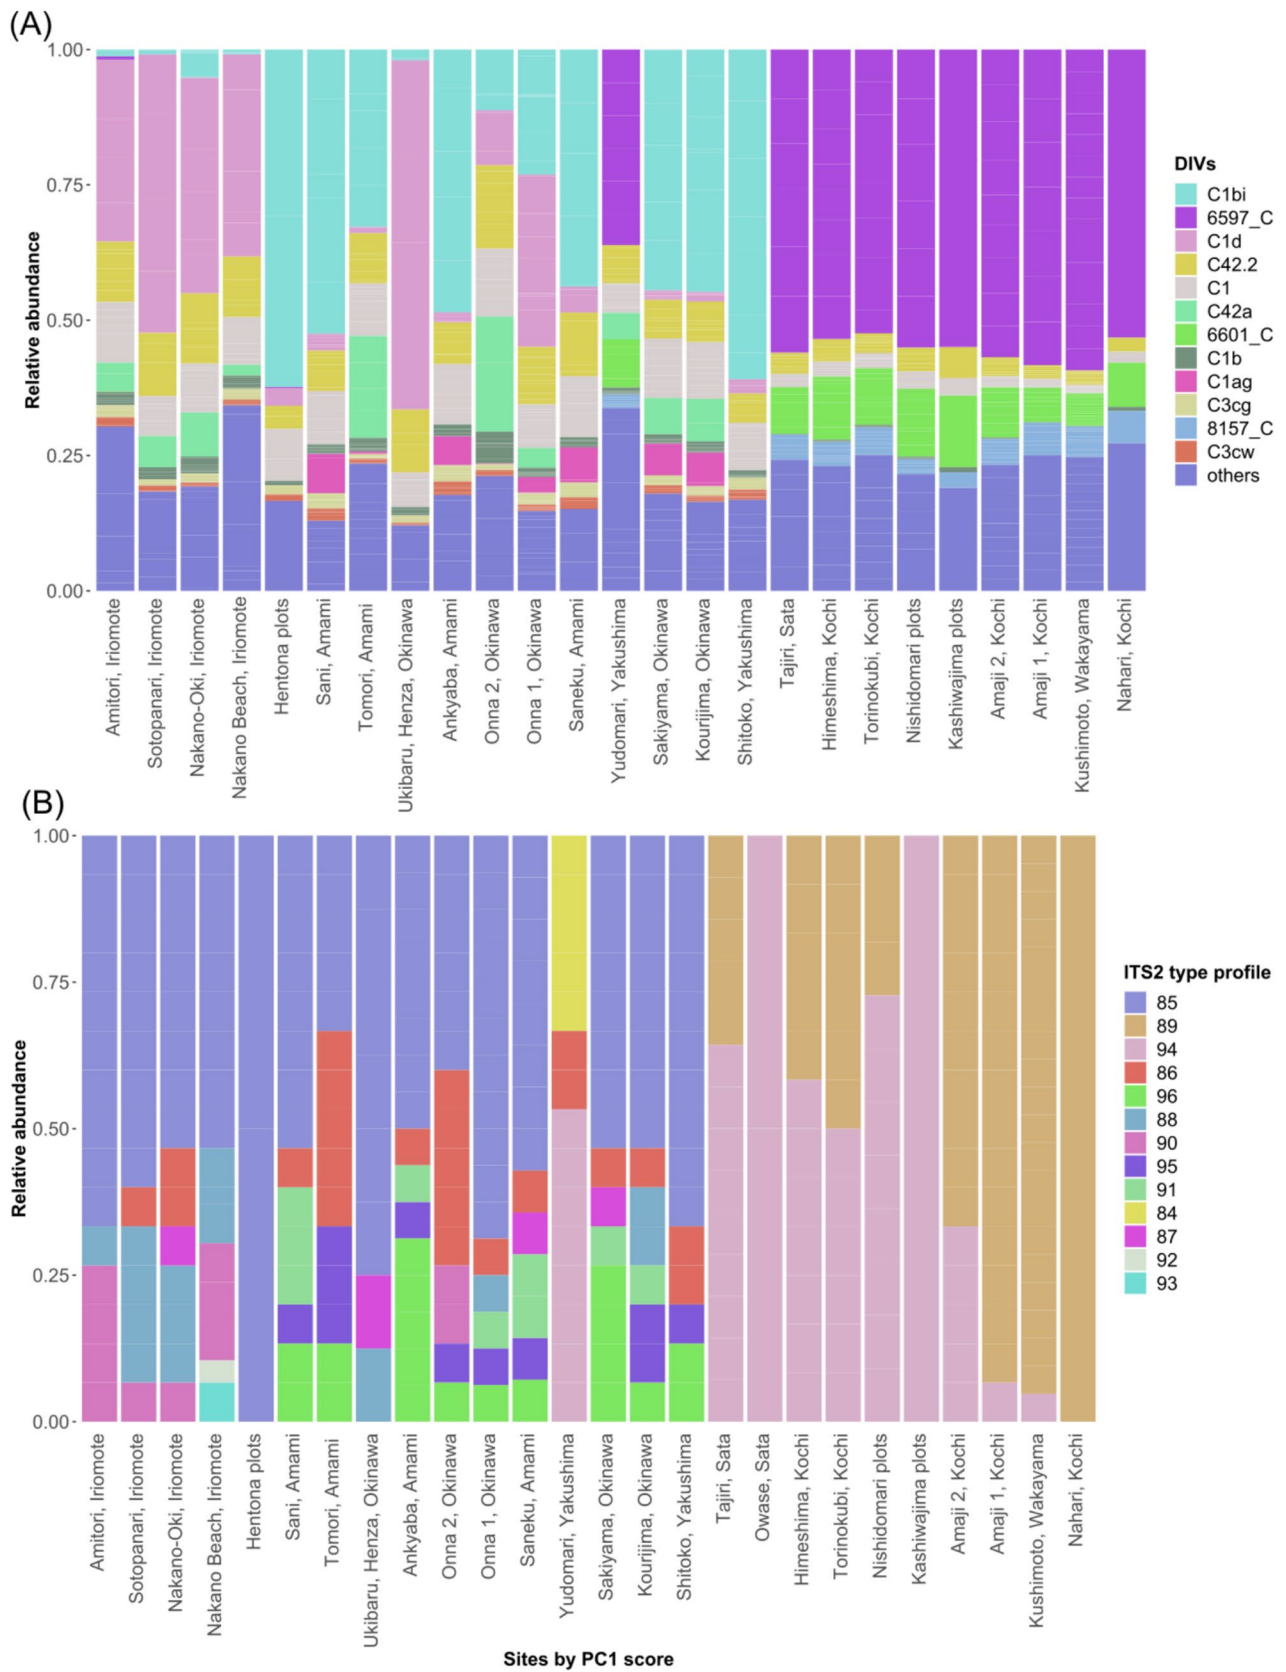 (A)
1.00
0.75
0.50
0.25
0.00
Relative abundance
Amitori, Iriomote
Sotopanari, Iriomote
Nakano-Oki, Iriomote
Nakano Beach, Iriomote
Hentona plots
Sani, Amami
Tomori, Amami
Ukibaru, Henza, Okinawa
Ankyaba, Amami
Onna 2, Okinawa
Onna 1, Okinawa
Saneku, Amami
Yudomari, Yakushima
Sakiyama, Okinawa
Kourijima, Okinawa
Shitoko, Yakushima
Tajiri, Sata
Himeshima, Kochi
Torinokubi, Kochi
Nishidomari plots
Kashiwajima plots
Amaji 2, Kochi
Amaji 1, Kochi
Kushimoto, Wakayama
Nahari, Kochi
DIVs
C1bi
6597_C
C1d
C42.2
C1
C42a
6601_C
C1b
C1ag
C3cg
8157_C
C3cw
others
(B)
1.00
0.75
0.50
0.25
0.00
Relative abundance
Amitori, Iriomote
Sotopanari, Iriomote
Nakano-Oki, Iriomote
Nakano Beach, Iriomote
Hentona plots
Sani, Amami
Tomori, Amami
Ukibaru, Henza, Okinawa
Ankyaba, Amami
Onna 2, Okinawa
Onna 1, Okinawa
Saneku, Amami
Yudomari, Yakushima
Sakiyama, Okinawa
Kourijima, Okinawa
Shitoko, Yakushima
Tajiri, Sata
Owase, Sata
Himeshima, Kochi
Torinokubi, Kochi
Nishidomari plots
Kashiwajima plots
Amaji 2, Kochi
Amaji 1, Kochi
Kushimoto, Wakayama
Nahari, Kochi
Sites by PC1 score
ITS2 type profile
85
89
94
86
96
88
90
95
91
84
87
92
93